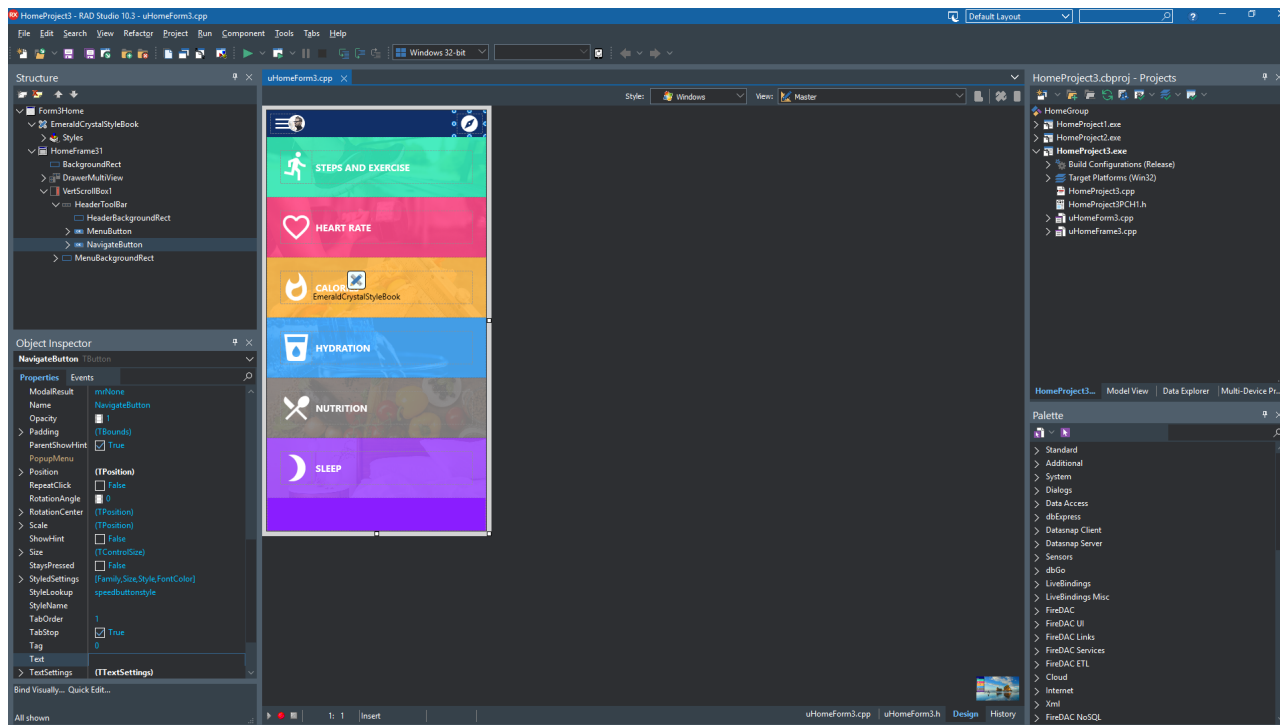 HomeProject3 - RAD Studio 10.3 - uHomeForm3.cpp
Default Layout
?
File Edit Search View Refactor Project Run Component Tools Tabs Help
Windows 32-bit
Structure
Form3Home
EmeraldCrystalStyleBook
Styles
HomeFrame31
BackgroundRect
DrawerMultiView
VertScrollBox1
HeaderToolBar
HeaderBackgroundRect
MenuButton
NavigateButton
MenuBackgroundRect
Object Inspector
NavigateButton TButton
Properties Events
ModalResult mrNone
Name NavigateButton
Opacity 1
Padding (TBounds)
ParentShowHint True
PopupMenu
Position (TPosition)
RepeatClick False
RotationAngle 0
RotationCenter (TPosition)
Scale (TPosition)
ShowHint False
Size (TControlSize)
StaysPressed False
StyledSettings [Family,Size,Style,FontColor]
StyleLookup speedbuttonstyle
StyleName
TabOrder 1
TabStop True
Tag 0
Text
TextSettings (TTextSettings)
Bind Visually... Quick Edit...
All shown
uHomeForm3.cpp
Style: Windows View: Master
STEPS AND EXERCISE
HEART RATE
CALOR
EmeraldCrystalStyleBook
HYDRATION
NUTRITION
SLEEP
1: 1 Insert
uHomeForm3.cpp uHomeForm3.h Design History
HomeProject3.cbproj - Projects
HomeGroup
HomeProject1.exe
HomeProject2.exe
HomeProject3.exe
Build Configurations (Release)
Target Platforms (Win32)
HomeProject3.cpp
HomeProject3PCH1.h
uHomeForm3.cpp
uHomeFrame3.cpp
HomeProject3... Model View Data Explorer Multi-Device Pr...
Palette
Standard
Additional
System
Dialogs
Data Access
dbExpress
Datasnap Client
Datasnap Server
Sensors
dbGo
LiveBindings
LiveBindings Misc
FireDAC
FireDAC UI
FireDAC Links
FireDAC Services
FireDAC ETL
Cloud
Internet
Xml
FireDAC NoSQL